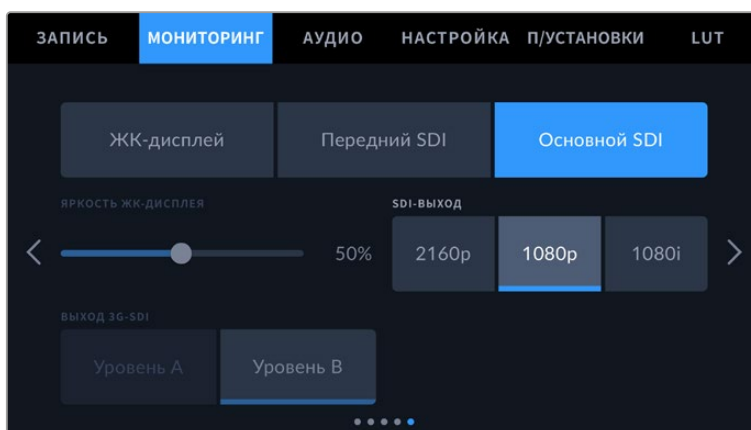 ЗАПИСЬ МОНИТОРИНГ АУДИО НАСТРОЙКА П/УСТАНОВКИ LUT
ЖК-дисплей Передний SDI Основной SDI
ЯРКОСТЬ ЖК-ДИСПЛЕЯ SDI-ВЫХОД
50% 2160p 1080p 1080i
ВЫХОД 3G-SDI
Уровень A Уровень B